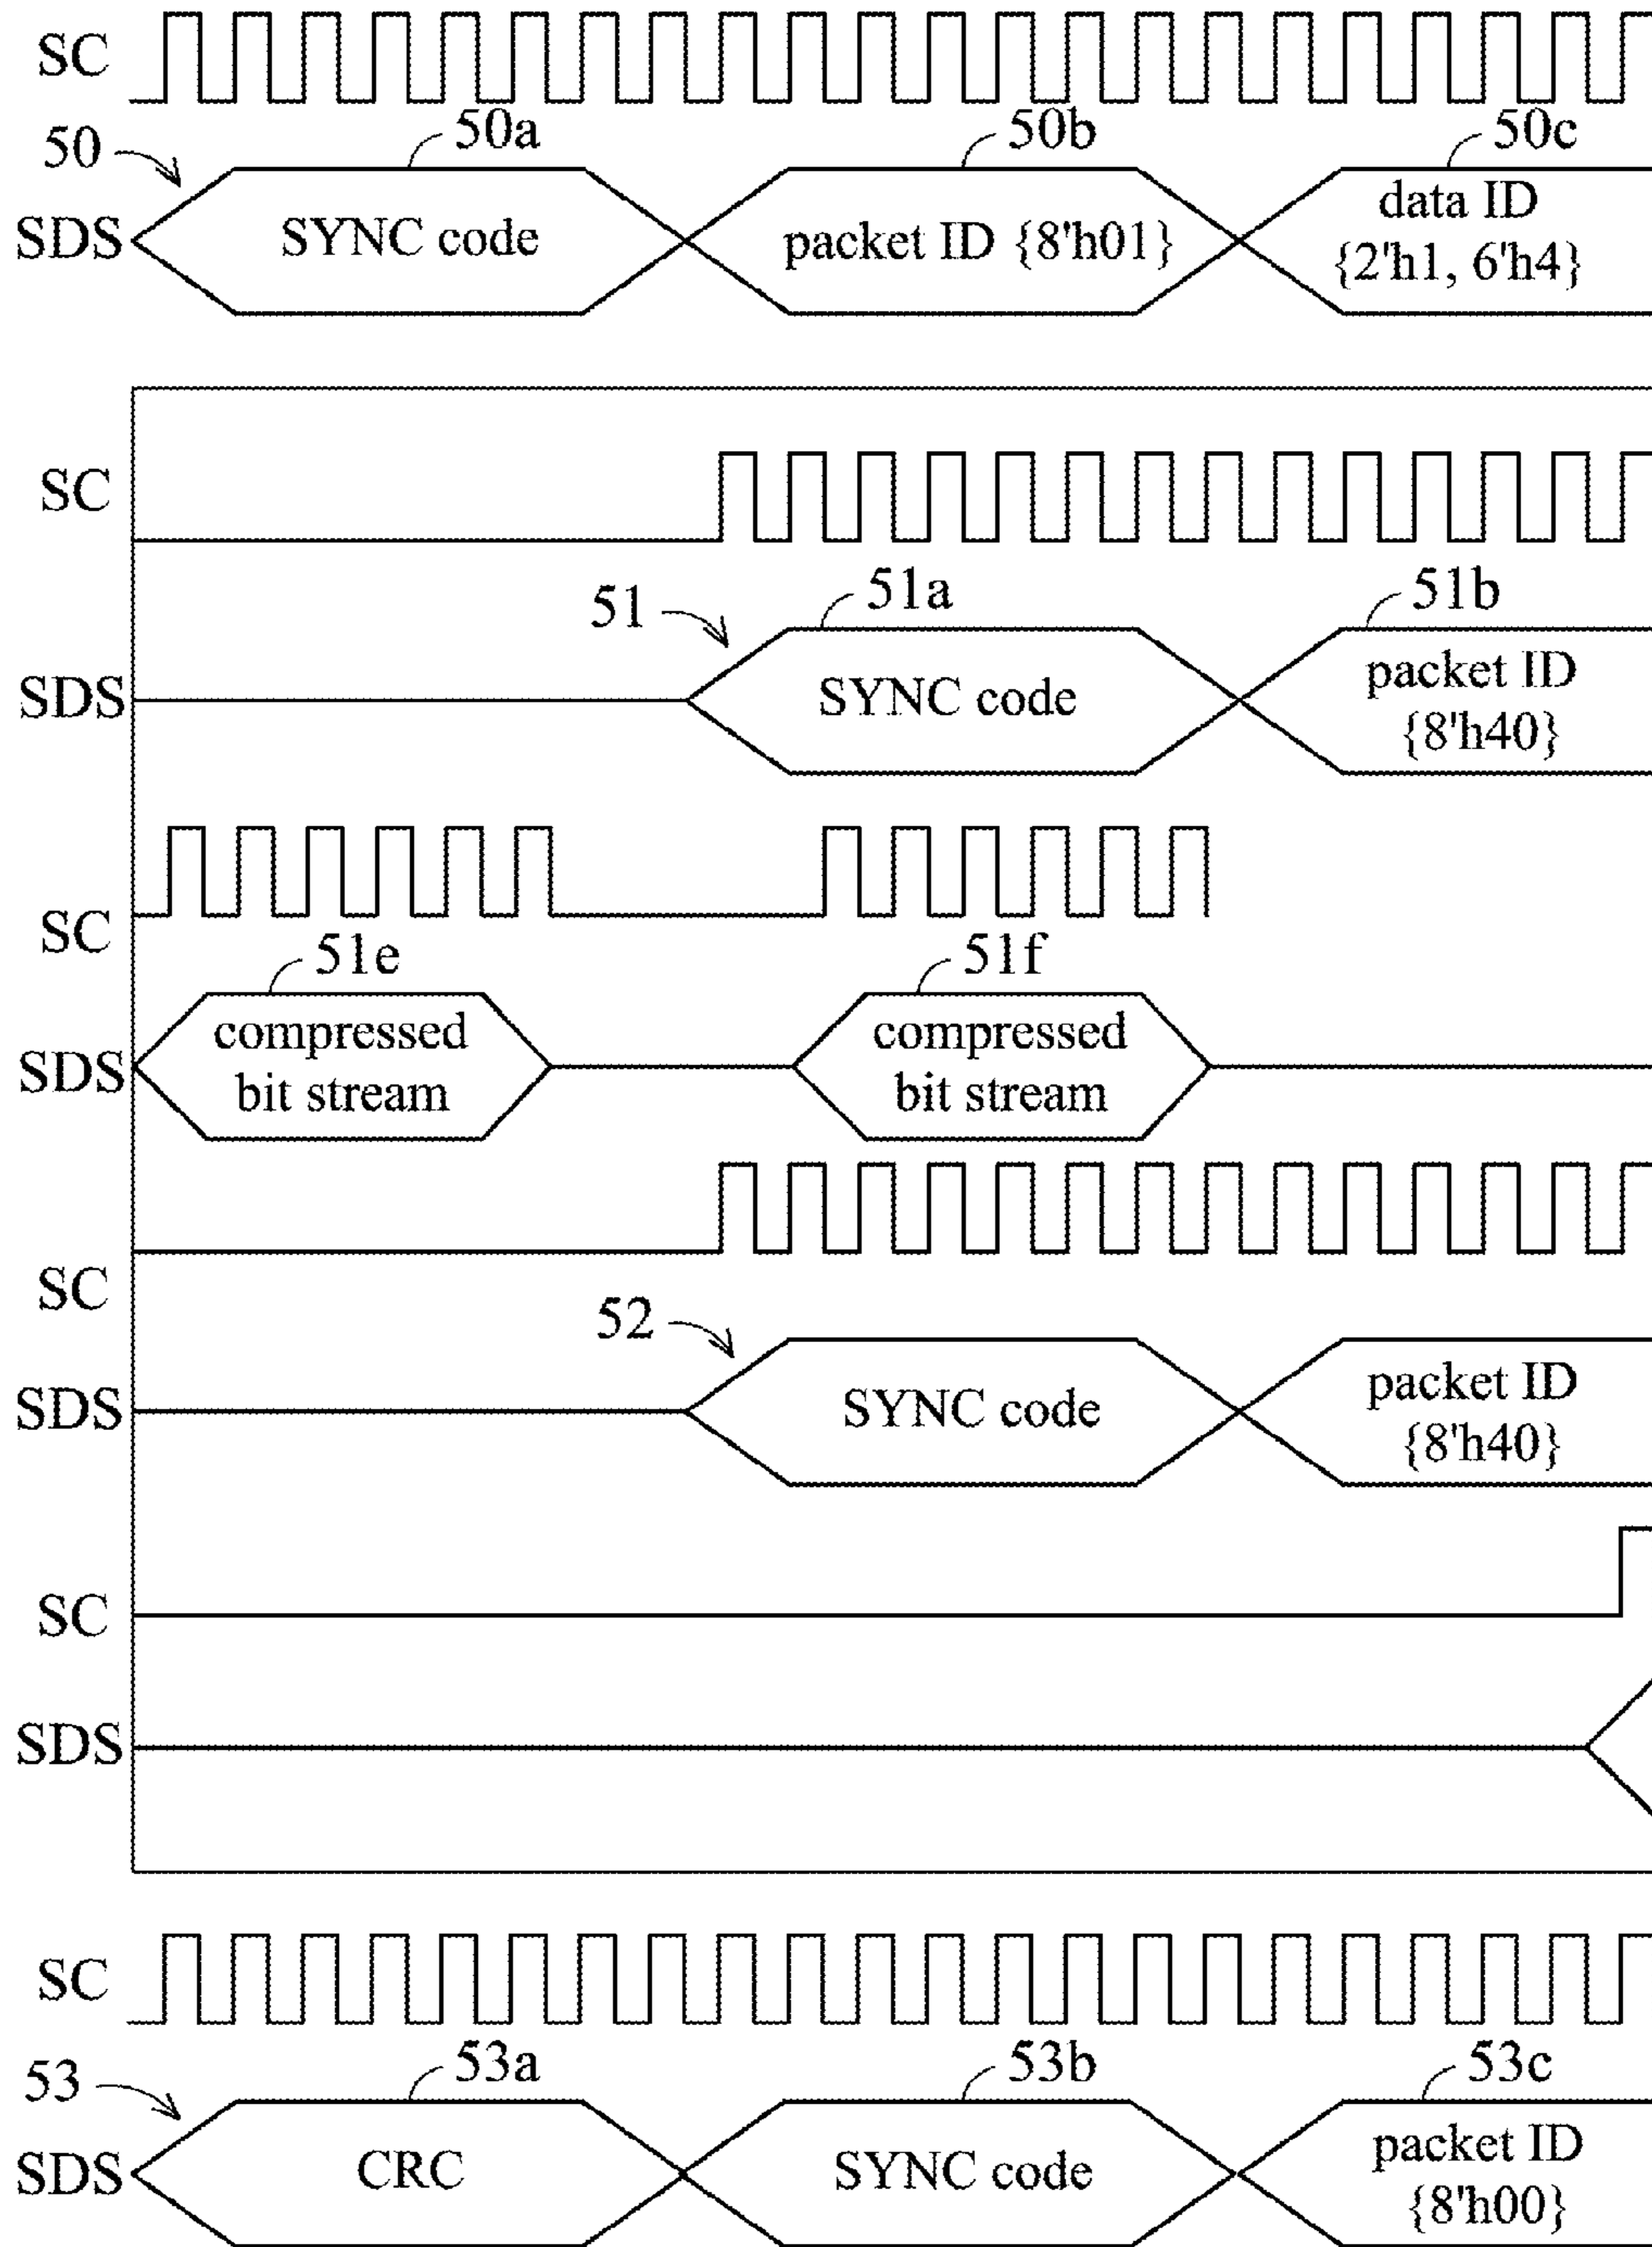 SC
50
50a
50b
50c
SDS
SYNC code
packet ID {8'h01}
data ID
{2'h1, 6'h4}
SC
51
51a
51b
SDS
SYNC code
packet ID
{8'h40}
SC
51e
51f
SDS
compressed
bit stream
compressed
bit stream
SC
52
SDS
SYNC code
packet ID
{8'h40}
SC
SDS
SC
53
53a
53b
53c
SDS
CRC
SYNC code
packet ID
{8'h00}